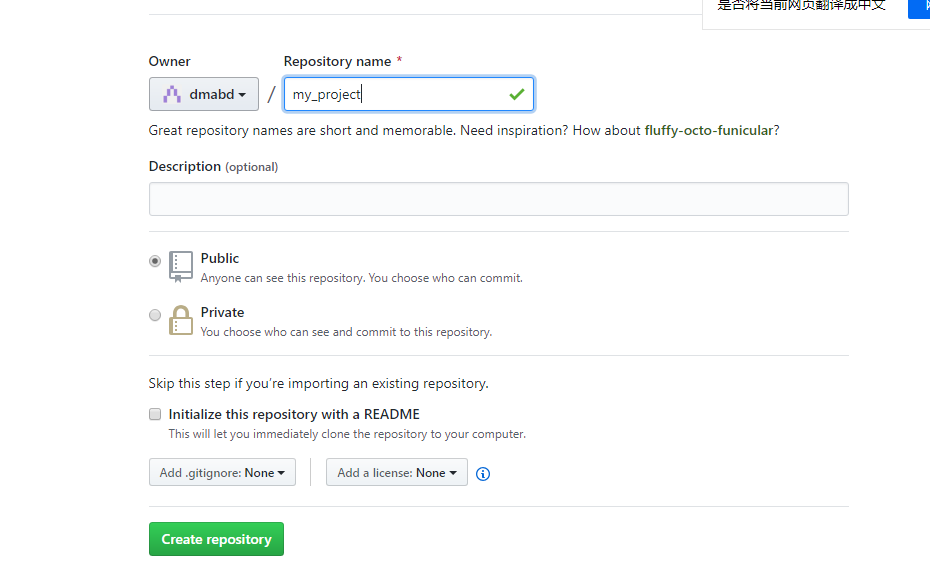 是否将当前网页翻译成中文
Owner
Repository name *
dmabd / my_project
Great repository names are short and memorable. Need inspiration? How about fluffy-octo-funicular?
Description (optional)
Public
Anyone can see this repository. You choose who can commit.
Private
You choose who can see and commit to this repository.
Skip this step if you’re importing an existing repository.
Initialize this repository with a README
This will let you immediately clone the repository to your computer.
Add .gitignore: None
Add a license: None
Create repository